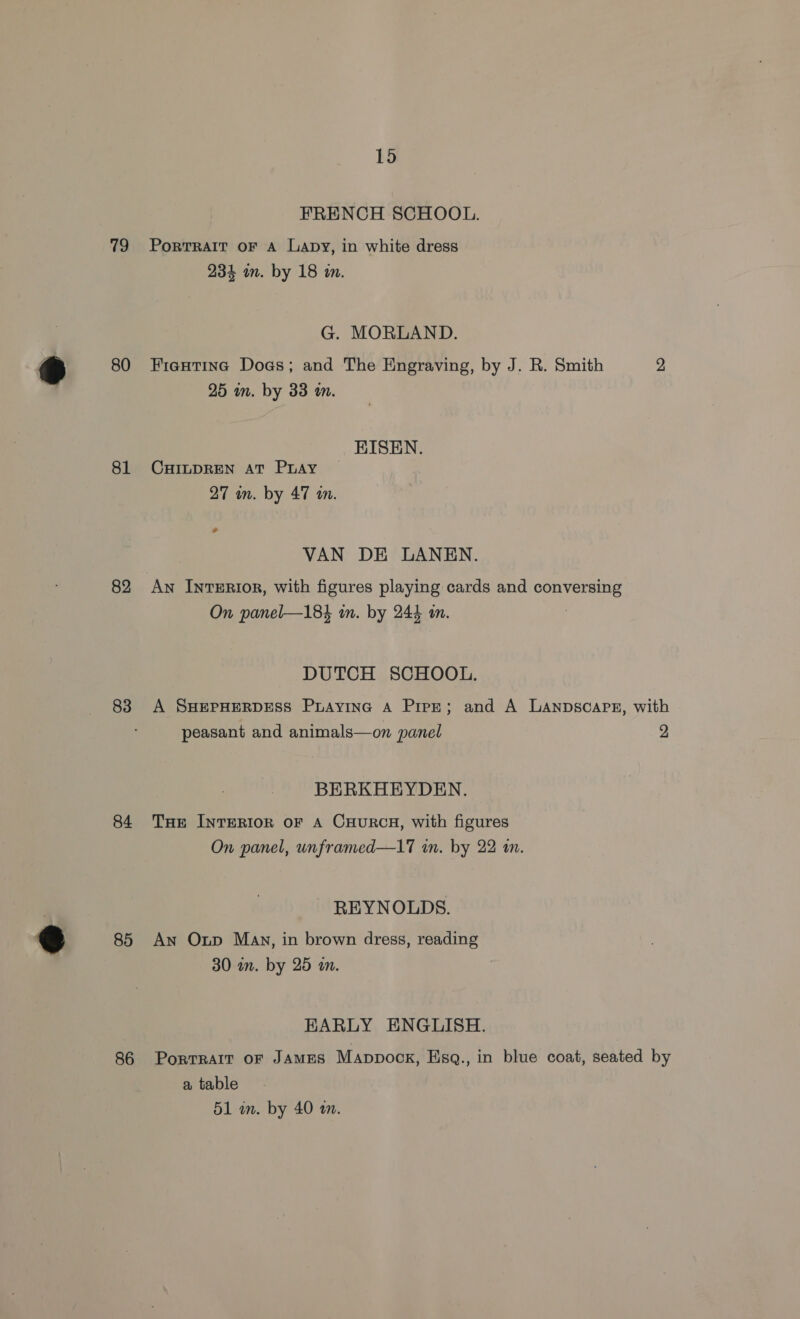 15
FRENCH SCHOOL.
79 Portrait of a Lady, in white dress
23½ in. by 18 in.
G. MORLAND.
80 Fighting Dogs; and The Engraving, by J. R. Smith 2
25 in. by 33 in.
EISEN.
81 Children at Play
27 in. by 47 in.
VAN DE LANEN.
82 An Interior, with figures playing cards and conversing
On panel—18½ in. by 24½ in.
DUTCH SCHOOL.
83 A Shepherdess Playing a Pipe; and A Landscape, with
peasant and animals—on panel 2
BERKHEYDEN.
84 The Interior of a Church, with figures
On panel, unframed—17 in. by 22 in.
REYNOLDS.
85 An Old Man, in brown dress, reading
30 in. by 25 in.
EARLY ENGLISH.
86 Portrait of James Maddock, Esq., in blue coat, seated by
a table
51 in. by 40 in.